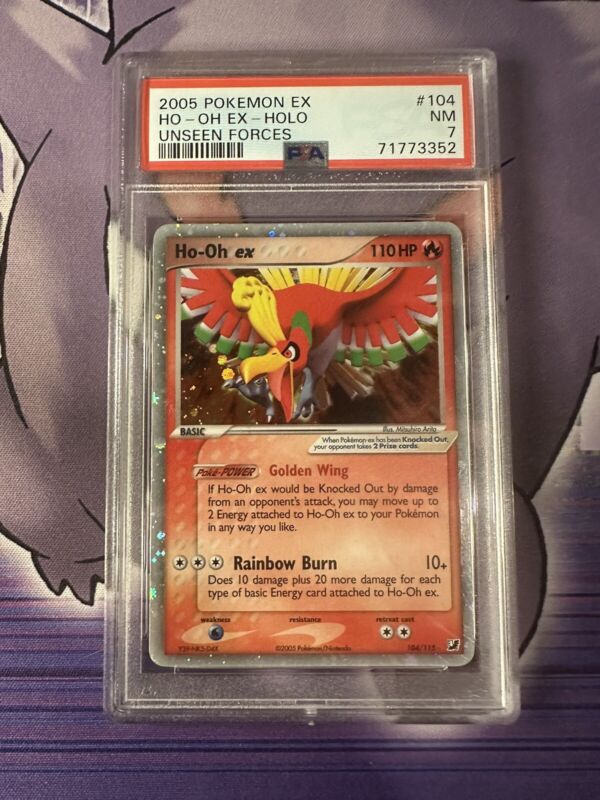 2005 POKEMON EX #104
HO - OH EX - HOLO NM
UNSEEN FORCES 7
PSA 71773352
Ho-Oh ex 110 HP
Illus. Mitsuhiro Arita
BASIC
When Pokémon-ex has been Knocked Out,
your opponent takes 2 Prize cards.
Poké-POWER Golden Wing
If Ho-Oh ex would be Knocked Out by damage
from an opponent's attack, you may move up
to 2 Energy attached to Ho-Oh ex to your Pokémon
in any way you like.
Rainbow Burn 10+
Does 10 damage plus 20 more damage for each
type of basic Energy card attached to Ho-Oh ex.
weakness resistance retreat cost
©2005 Pokémon/Nintendo 104/115